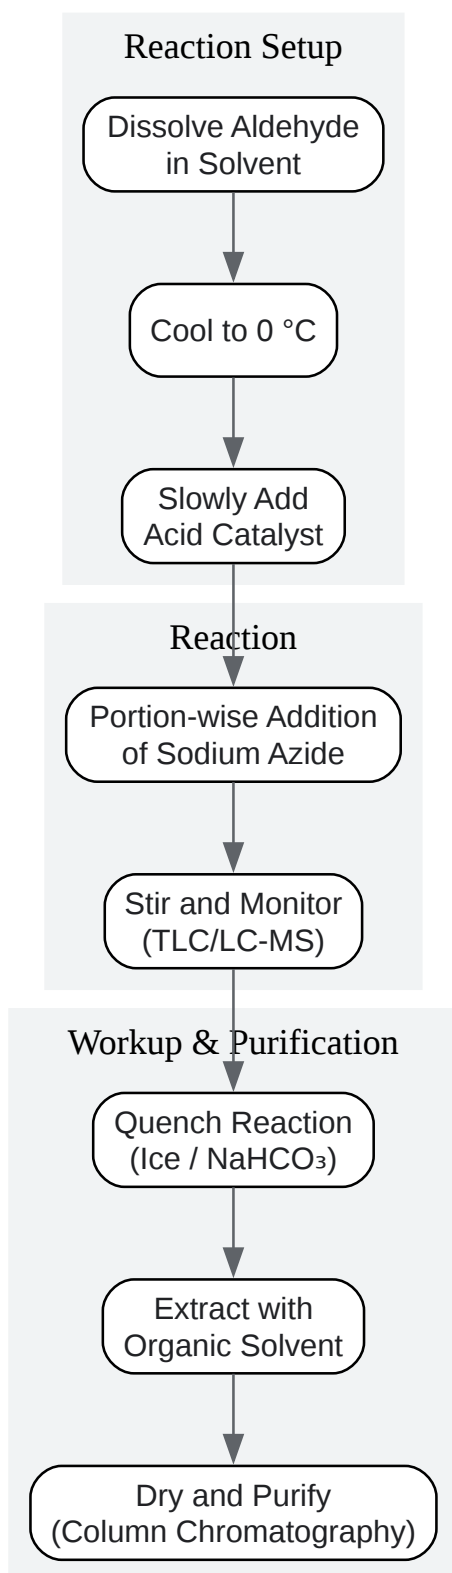 Reaction Setup
Dissolve Aldehyde
in Solvent
Cool to 0 °C
Slowly Add
Acid Catalyst
Reaction
Portion-wise Addition
of Sodium Azide
Stir and Monitor
(TLC/LC-MS)
Workup & Purification
Quench Reaction
(Ice / NaHCO₃)
Extract with
Organic Solvent
Dry and Purify
(Column Chromatography)